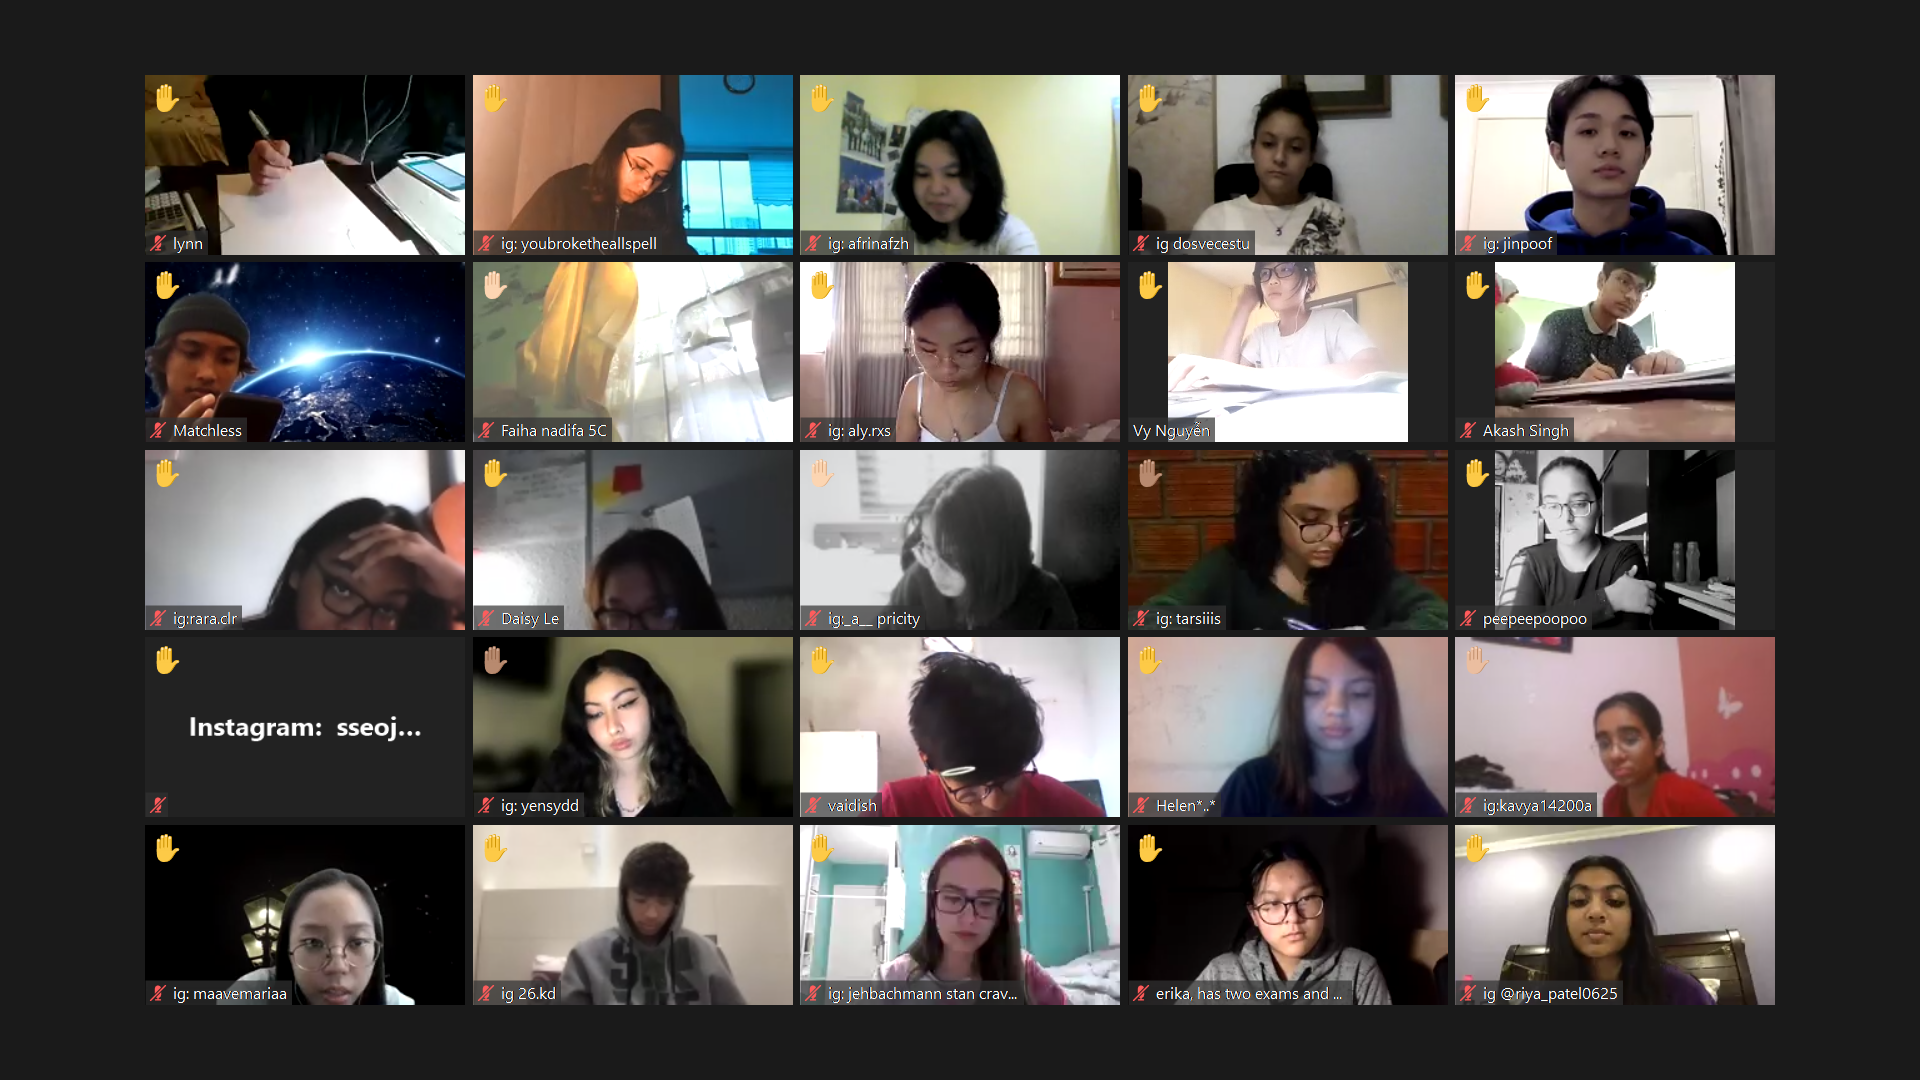 lynn
ig: youbroketheallspell
ig: afrinafzh
ig dosvecestu
ig: jinpoof
Matchless
Faiha nadifa 5C
ig: aly.rxs
Vy Nguyễn
Akash Singh
ig:rara.clr
Daisy Le
ig:_a__ pricity
ig: tarsiiis
peepeepoopoo
Instagram: sseoj...
ig: yensydd
vaidish
Helen*..*
ig:kavya14200a
ig: maavemariaa
ig 26.kd
ig: jehbachmann stan crav...
erika, has two exams and ...
ig @riya_patel0625